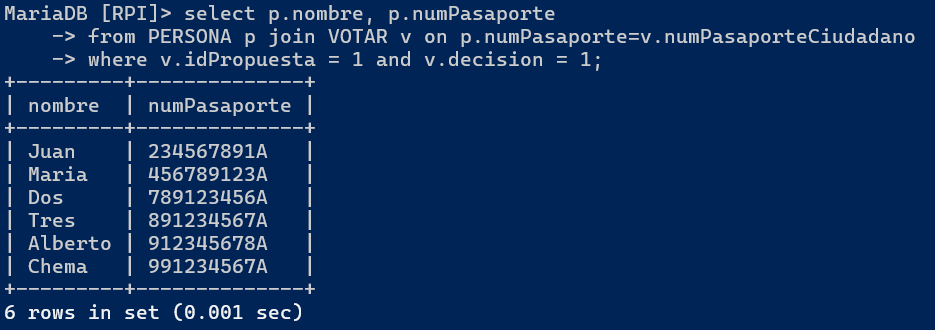 MariaDB [RPI]> select p.nombre, p.numPasaporte
    -> from PERSONA p join VOTAR v on p.numPasaporte=v.numPasaporteCiudadano
    -> where v.idPropuesta = 1 and v.decision = 1;
+---------+--------------+
| nombre  | numPasaporte |
+---------+--------------+
| Juan    | 234567891A   |
| Maria   | 456789123A   |
| Dos     | 789123456A   |
| Tres    | 891234567A   |
| Alberto | 912345678A   |
| Chema   | 991234567A   |
+---------+--------------+
6 rows in set (0.001 sec)